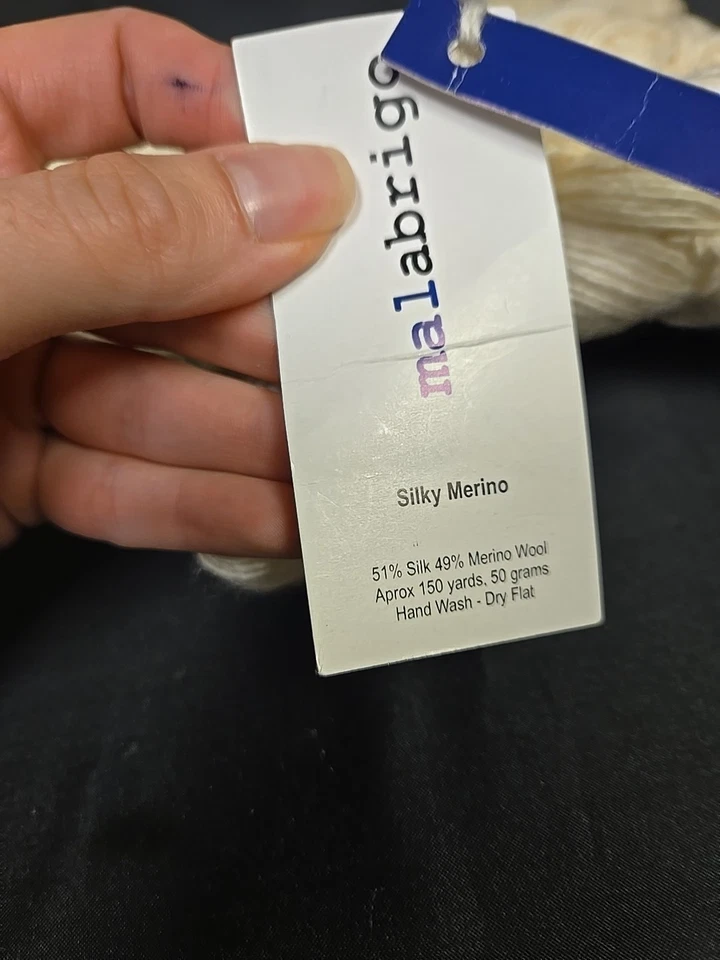 malabrigo
Silky Merino
51% Silk 49% Merino Wool
Aprox 150 yards, 50 grams
Hand Wash - Dry Flat